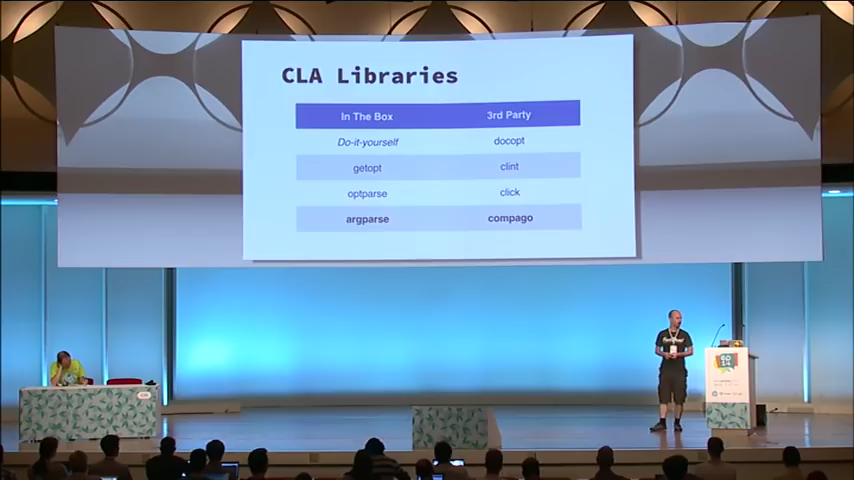 CLA Libraries
In The Box 3rd Party
Do-it-yourself docopt
getopt clint
optparse click
argparse compago